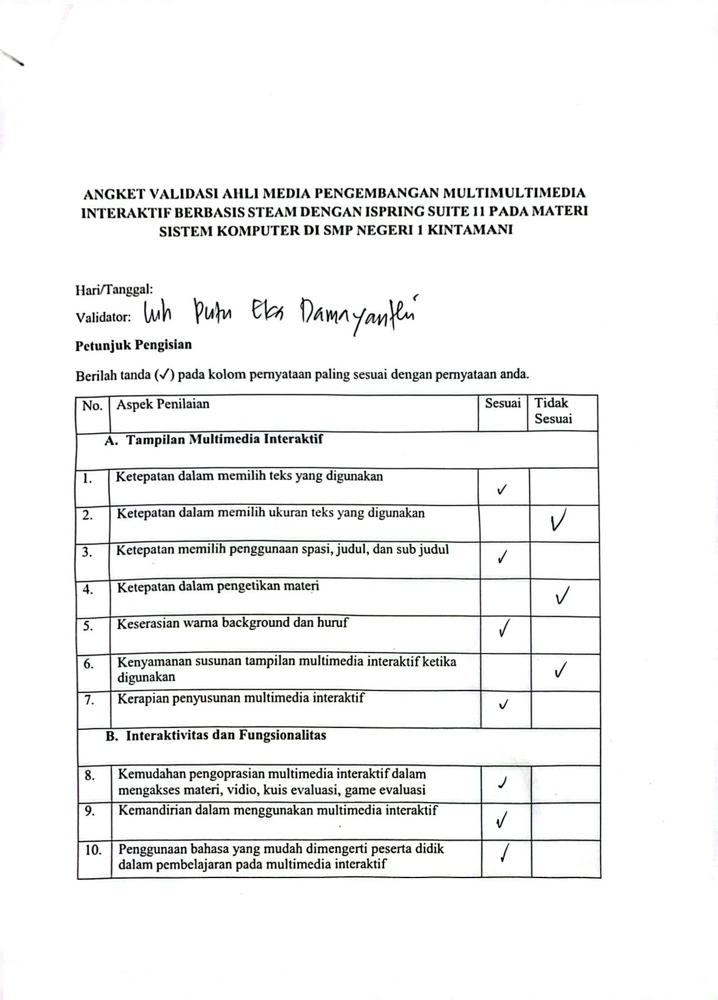 ANGKET VALIDASI AHLI MEDIA PENGEMBANGAN MULTIMULTIMEDIA
INTERAKTIF BERBASIS STEAM DENGAN ISPRING SUITE 11 PADA MATERI
SISTEM KOMPUTER DI SMP NEGERI 1 KINTAMANI
Hari/Tanggal:
Validator: Luh Putu Eka Damayanthi
Petunjuk Pengisian
Berilah tanda (✓) pada kolom pernyataan paling sesuai dengan pernyataan anda.
No. Aspek Penilaian Sesuai Tidak
Sesuai
A. Tampilan Multimedia Interaktif
1. Ketepatan dalam memilih teks yang digunakan ✓
2. Ketepatan dalam memilih ukuran teks yang digunakan ✓
3. Ketepatan memilih penggunaan spasi, judul, dan sub judul ✓
4. Ketepatan dalam pengetikan materi ✓
5. Keserasian warna background dan huruf ✓
6. Kenyamanan susunan tampilan multimedia interaktif ketika ✓
digunakan
7. Kerapian penyusunan multimedia interaktif ✓
B. Interaktivitas dan Fungsionalitas
8. Kemudahan pengoprasian multimedia interaktif dalam ✓
mengakses materi, vidio, kuis evaluasi, game evaluasi
9. Kemandirian dalam menggunakan multimedia interaktif ✓
10. Penggunaan bahasa yang mudah dimengerti peserta didik ✓
dalam pembelajaran pada multimedia interaktif